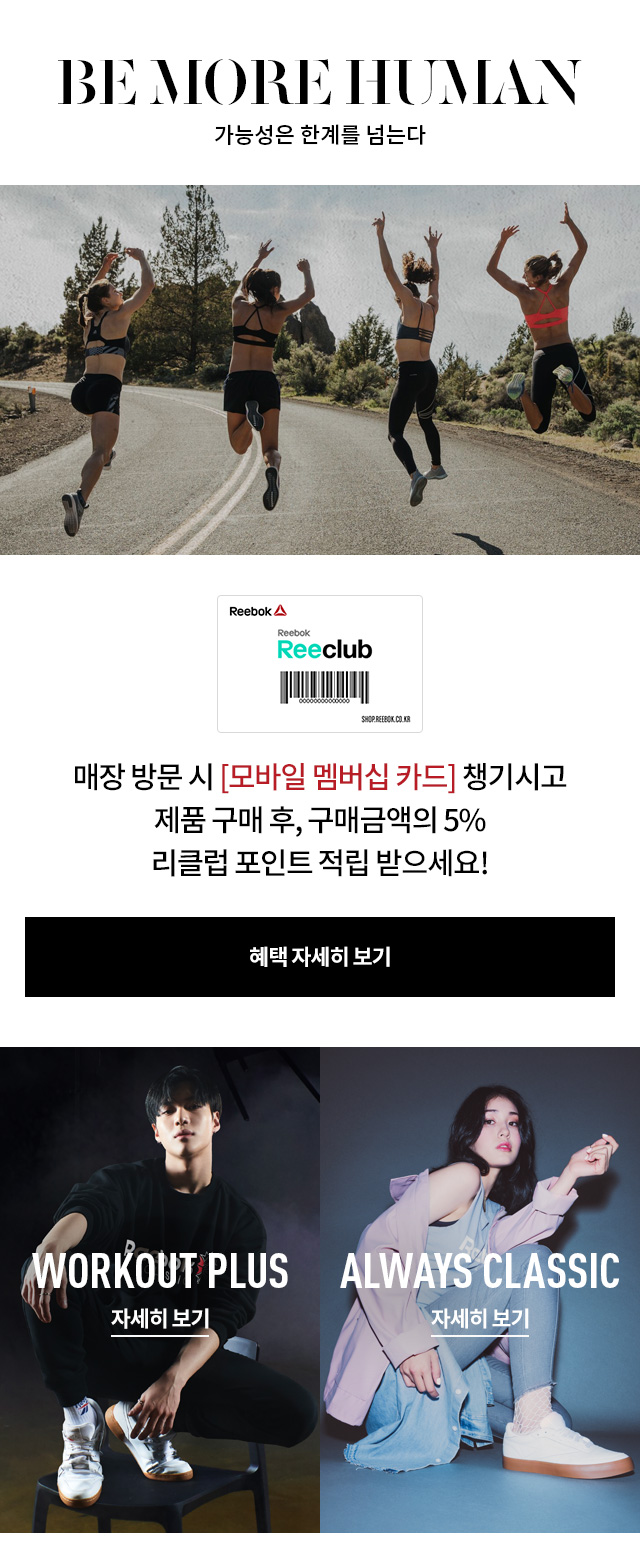 BE MORE HUMAN
가능성은 한계를 넘는다
Reebok
Reebok
Reeclub
00000000000000
SHOP.REEBOK.CO.KR
매장 방문 시 [모바일 멤버십 카드] 챙기시고
제품 구매 후, 구매금액의 5%
리클럽 포인트 적립 받으세요!
혜택 자세히 보기
WORKOUT PLUS
자세히 보기
ALWAYS CLASSIC
자세히 보기